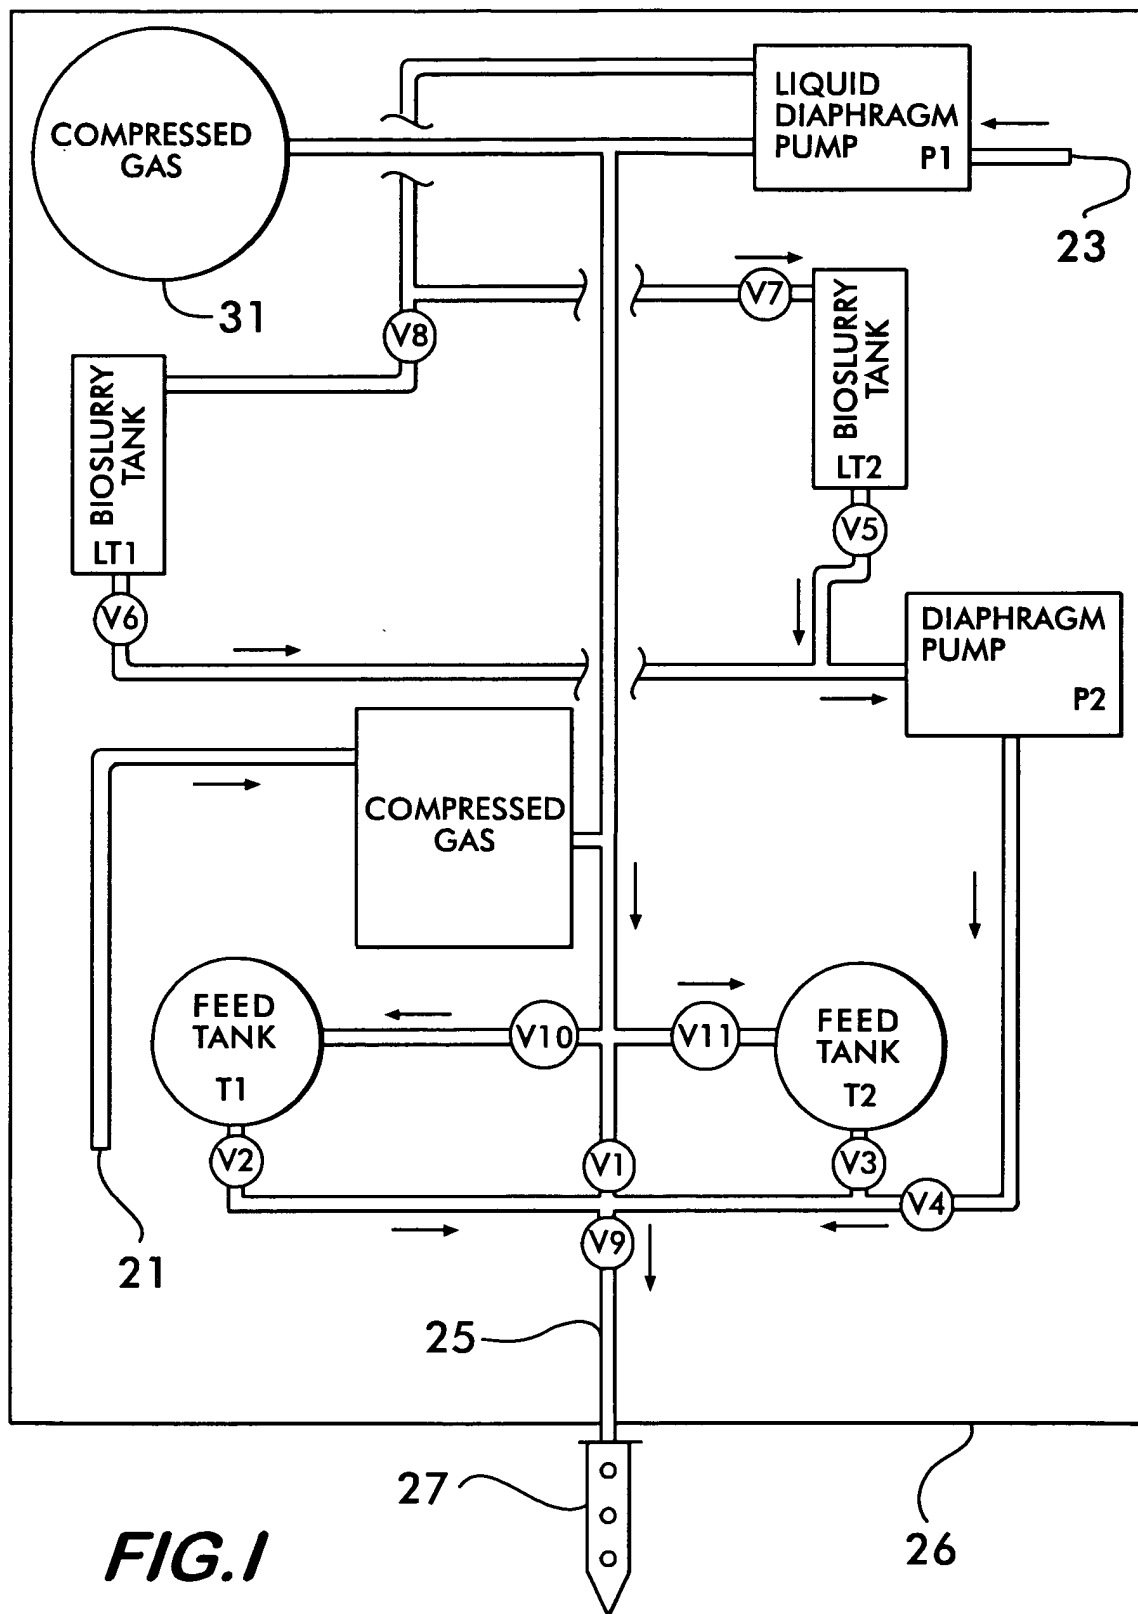 COMPRESSED
GAS
LIQUID
DIAPHRAGM
PUMP
P1
23
31
V7
V8
BIOSLURRY
TANK
LT1
BIOSLURRY
TANK
LT2
V5
V6
DIAPHRAGM
PUMP
P2
COMPRESSED
GAS
FEED
TANK
T1
V10
V11
FEED
TANK
T2
V2
V1
V3
V4
V9
21
25
27
26
FIG.1